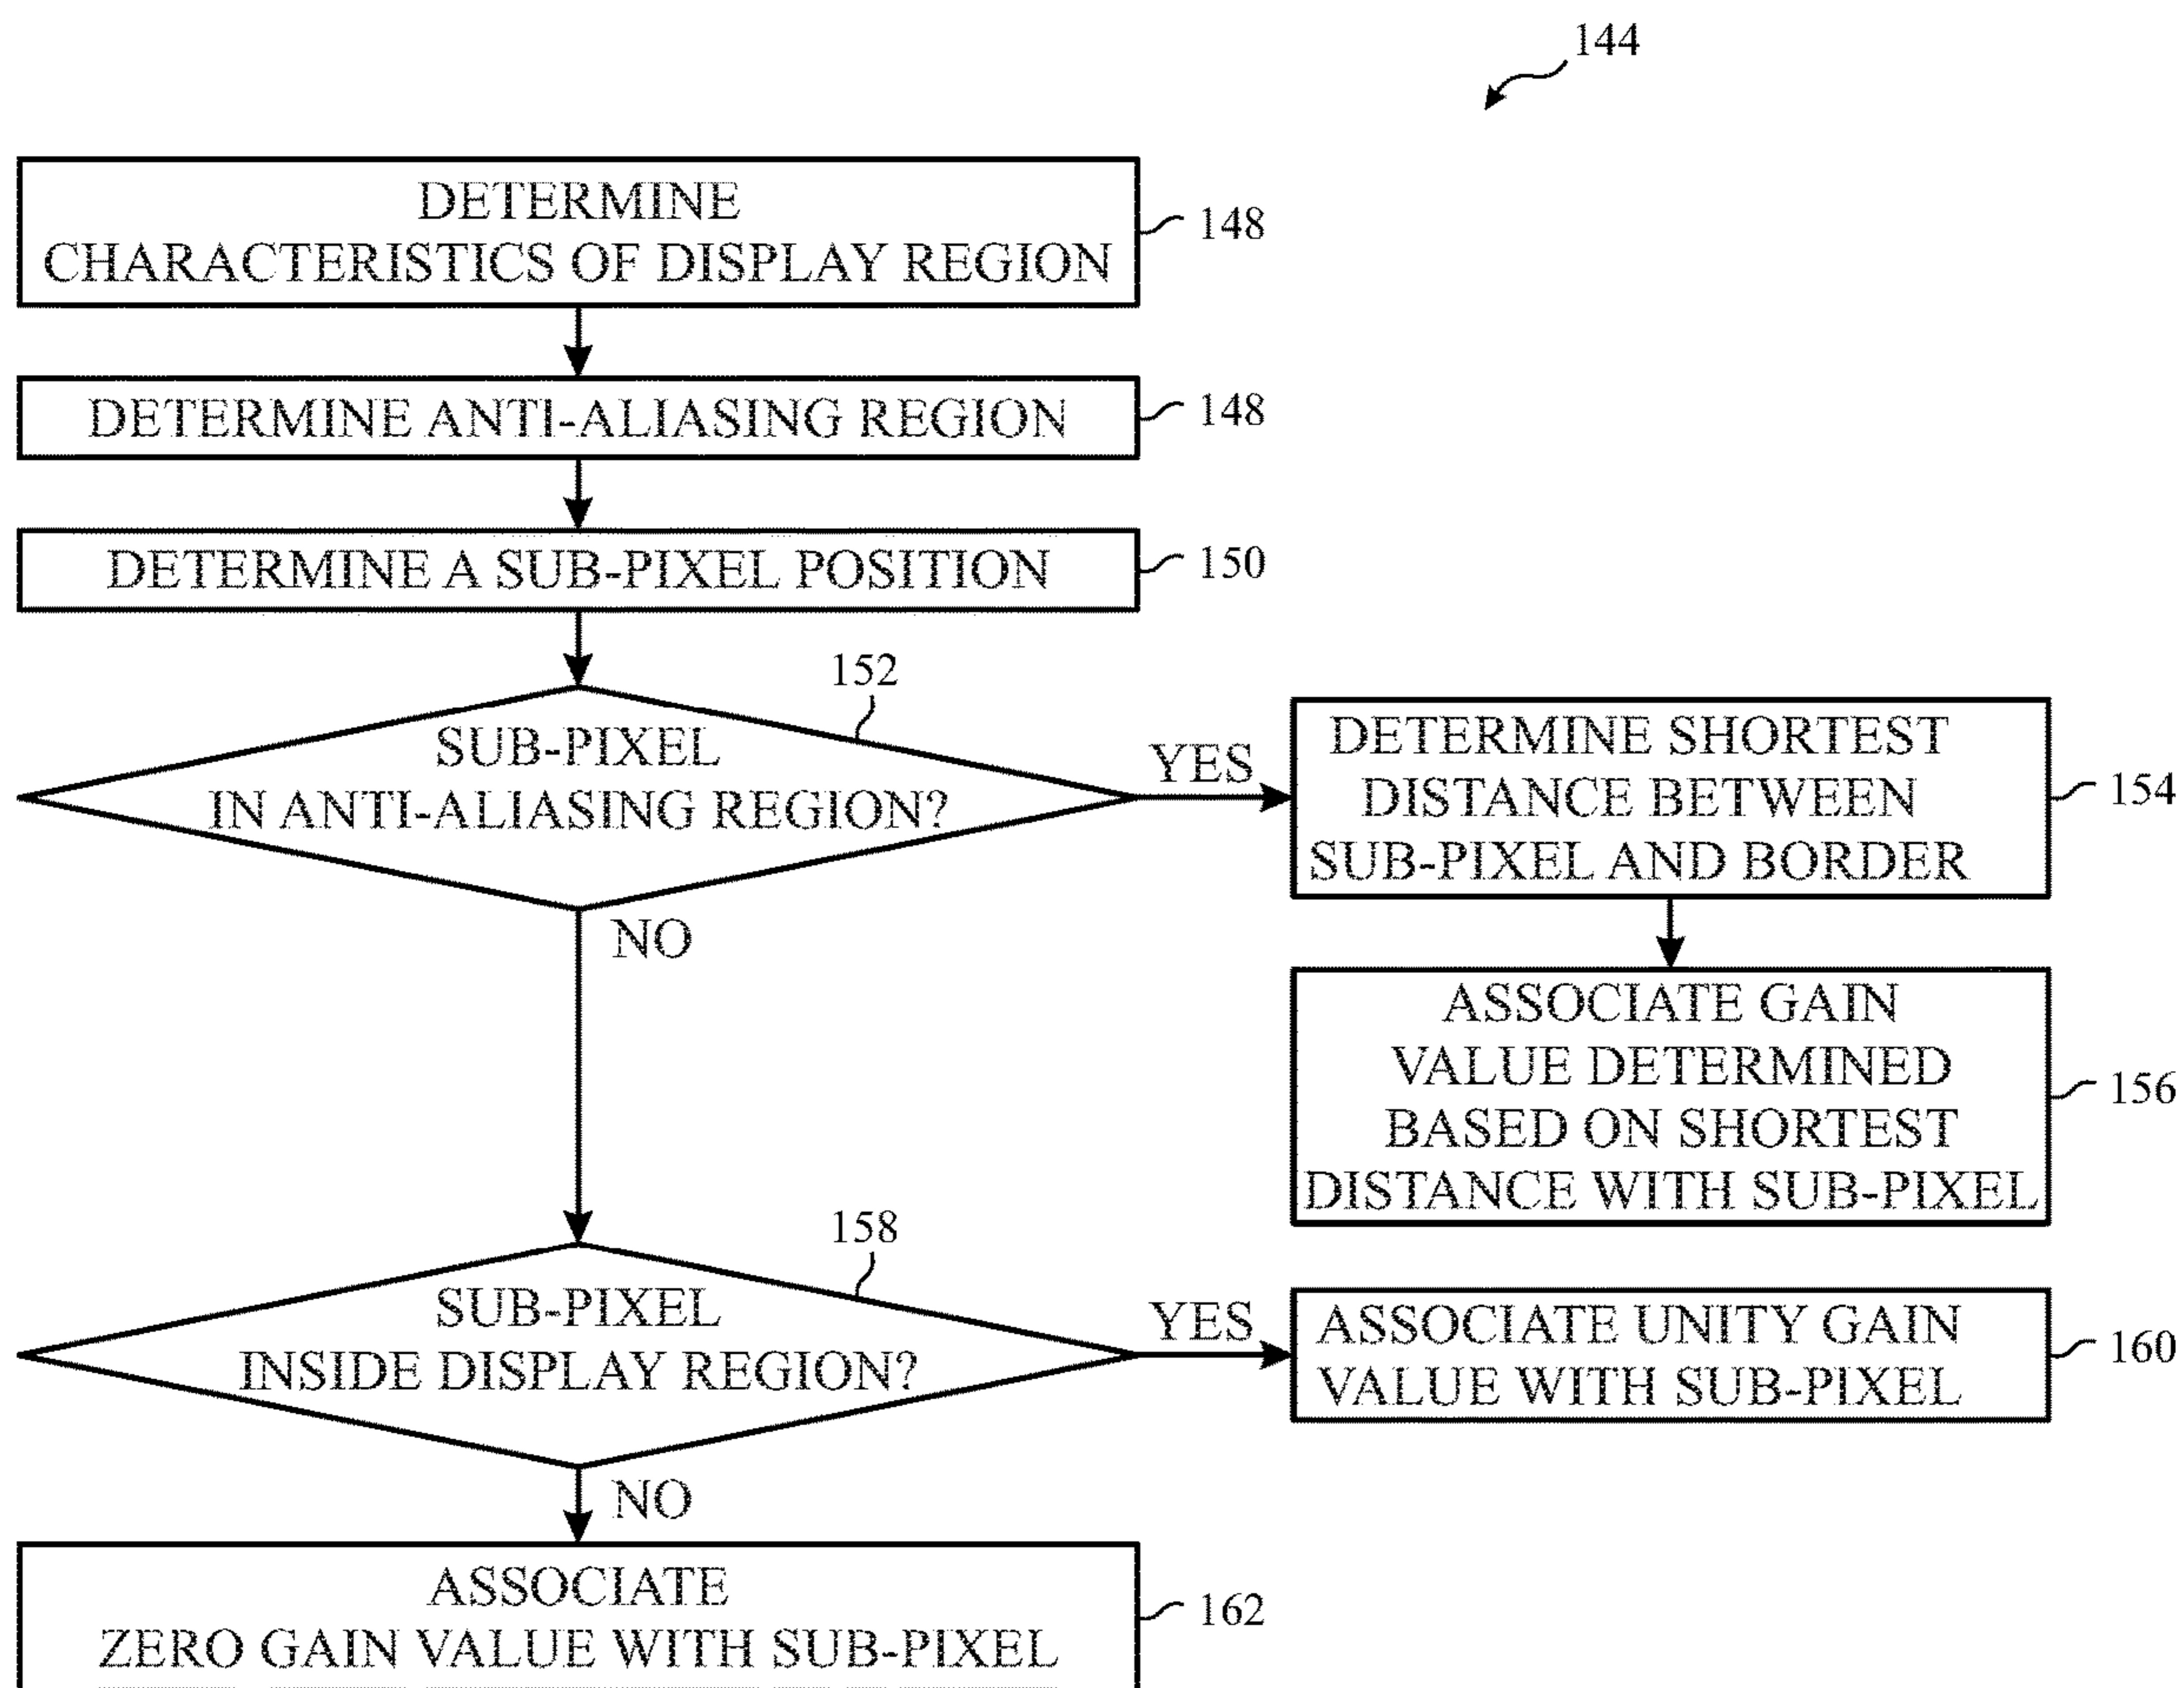 144
DETERMINE
CHARACTERISTICS OF DISPLAY REGION
148
DETERMINE ANTI-ALIASING REGION
148
DETERMINE A SUB-PIXEL POSITION
150
152
SUB-PIXEL
IN ANTI-ALIASING REGION?
YES
NO
DETERMINE SHORTEST
DISTANCE BETWEEN
SUB-PIXEL AND BORDER
154
ASSOCIATE GAIN
VALUE DETERMINED
BASED ON SHORTEST
DISTANCE WITH SUB-PIXEL
156
158
SUB-PIXEL
INSIDE DISPLAY REGION?
YES
NO
ASSOCIATE UNITY GAIN
VALUE WITH SUB-PIXEL
160
ASSOCIATE
ZERO GAIN VALUE WITH SUB-PIXEL
162